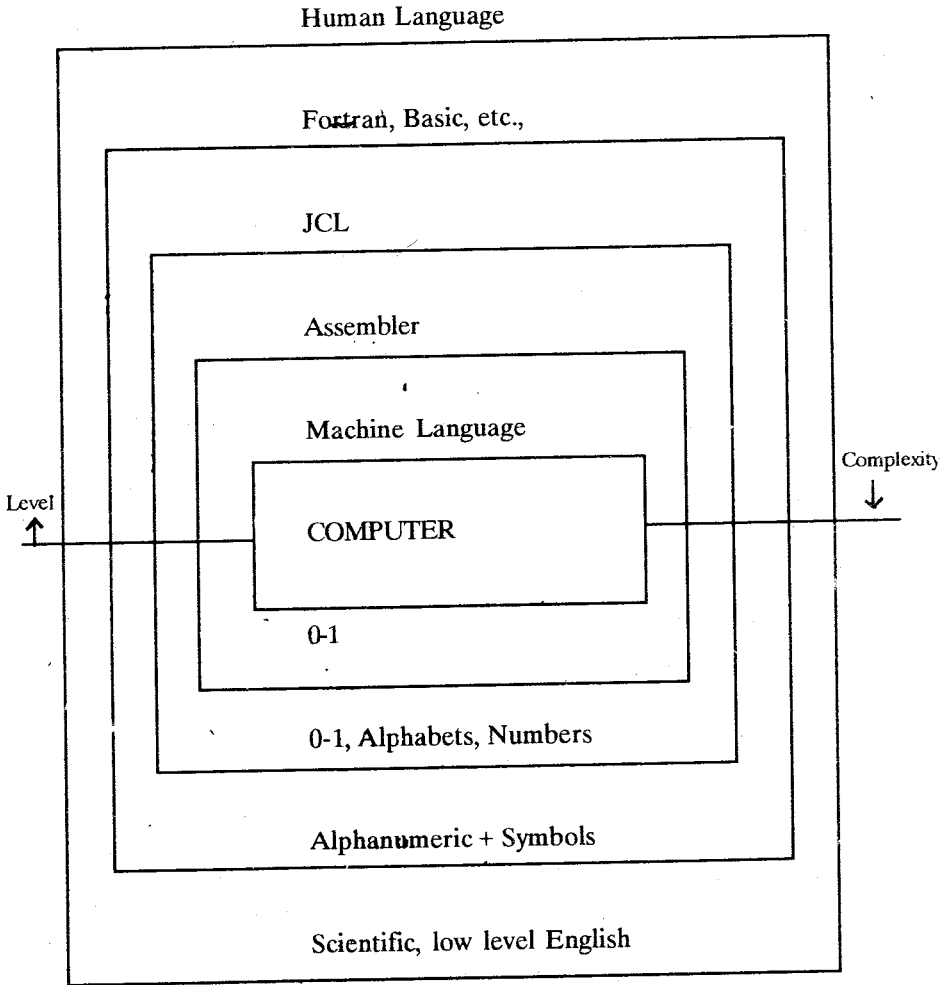 Human Language
Fortran, Basic, etc.,
JCL
Assembler
Machine Language
Complexity
Level
COMPUTER
0-1
0-1, Alphabets, Numbers
Alphanumeric + Symbols
Scientific, low level English